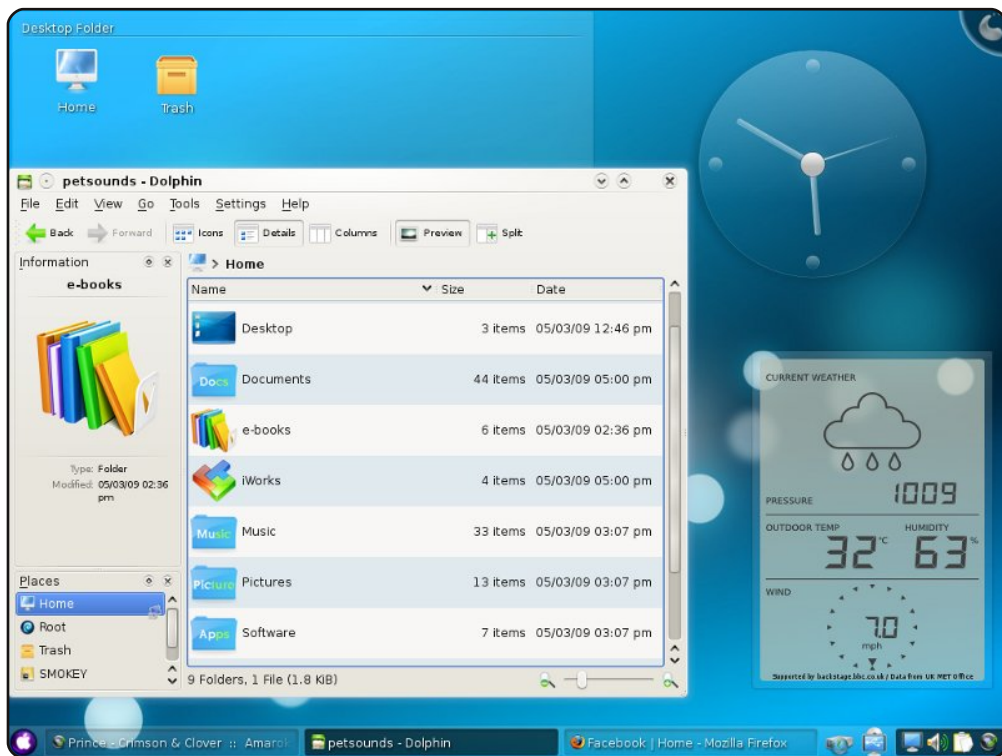 Desktop Folder
Home
Trash
petsounds - Dolphin
File Edit View Go Tools Settings Help
Back Forward Icons Details Columns Preview Split
Information
e-books
Type: Folder
Modified: 05/03/09 02:36
pm
Places
Home
Root
Trash
SMOKEY
> Home
Name Size Date
Desktop 3 items 05/03/09 12:46 pm
Docs Documents 44 items 05/03/09 05:00 pm
e-books 6 items 05/03/09 02:36 pm
iWorks 4 items 05/03/09 05:00 pm
Music Music 33 items 05/03/09 03:07 pm
Picture Pictures 13 items 05/03/09 03:07 pm
Apps Software 7 items 05/03/09 03:07 pm
9 Folders, 1 File (1.8 KiB)
CURRENT WEATHER
PRESSURE 1009
OUTDOOR TEMP HUMIDITY
32 °C 63 %
WIND
7.0
mph
Supported by backstage.bbc.co.uk / Data from UK MET Office
Prince - Crimson & Clover :: Amarok
petsounds - Dolphin
Facebook | Home - Mozilla Firefox